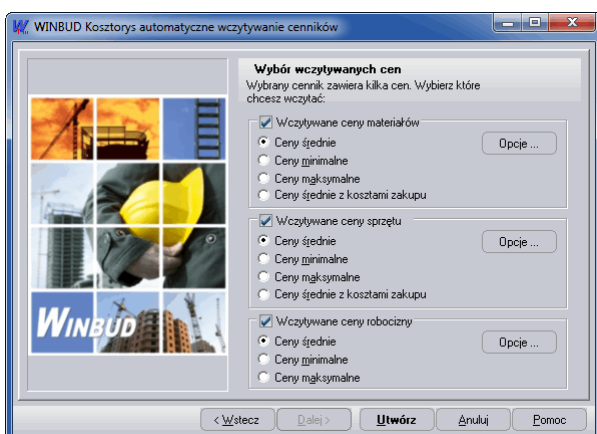 WINBUD Kosztorys automatyczne wczytywanie cenników
Wybór wczytywanych cen
Wybrany cennik zawiera kilka cen. Wybierz które
chcesz wczytać:
Wczytywane ceny materiałów
Ceny średnie
Opcje ...
Ceny minimalne
Ceny maksymalne
Ceny średnie z kosztami zakupu
Wczytywane ceny sprzętu
Ceny średnie
Opcje ...
Ceny minimalne
Ceny maksymalne
Ceny średnie z kosztami zakupu
WINBUD
Wczytywane ceny robocizny
Ceny średnie
Opcje ...
Ceny minimalne
Ceny maksymalne
< Wstecz Dalej > Utwórz Anuluj Pomoc